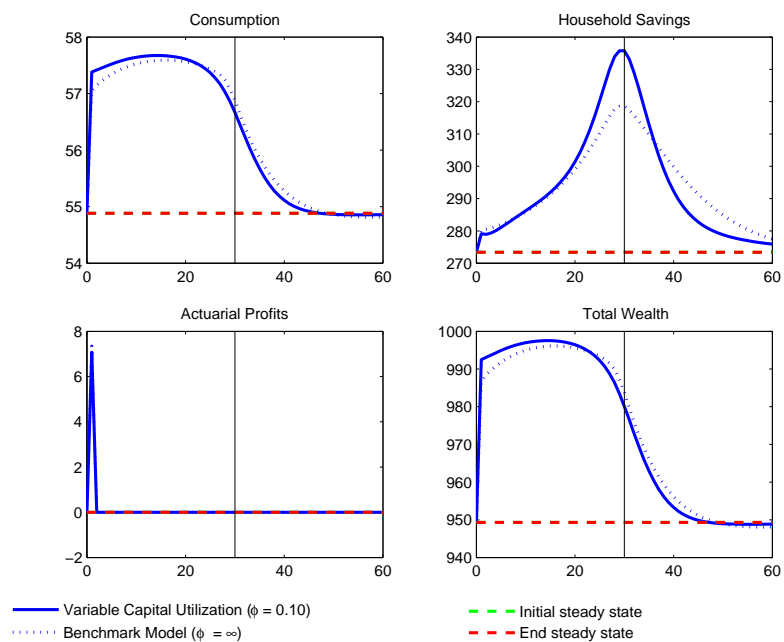 Consumption
58
57
56
55
54
0 20 40 60
Household Savings
340
330
320
310
300
290
280
270
0 20 40 60
Actuarial Profits
8
6
4
2
0
−2
0 20 40 60
Total Wealth
1000
990
980
970
960
950
940
0 20 40 60
Variable Capital Utilization (ϕ = 0.10)
Benchmark Model (ϕ = ∞)
Initial steady state
End steady state